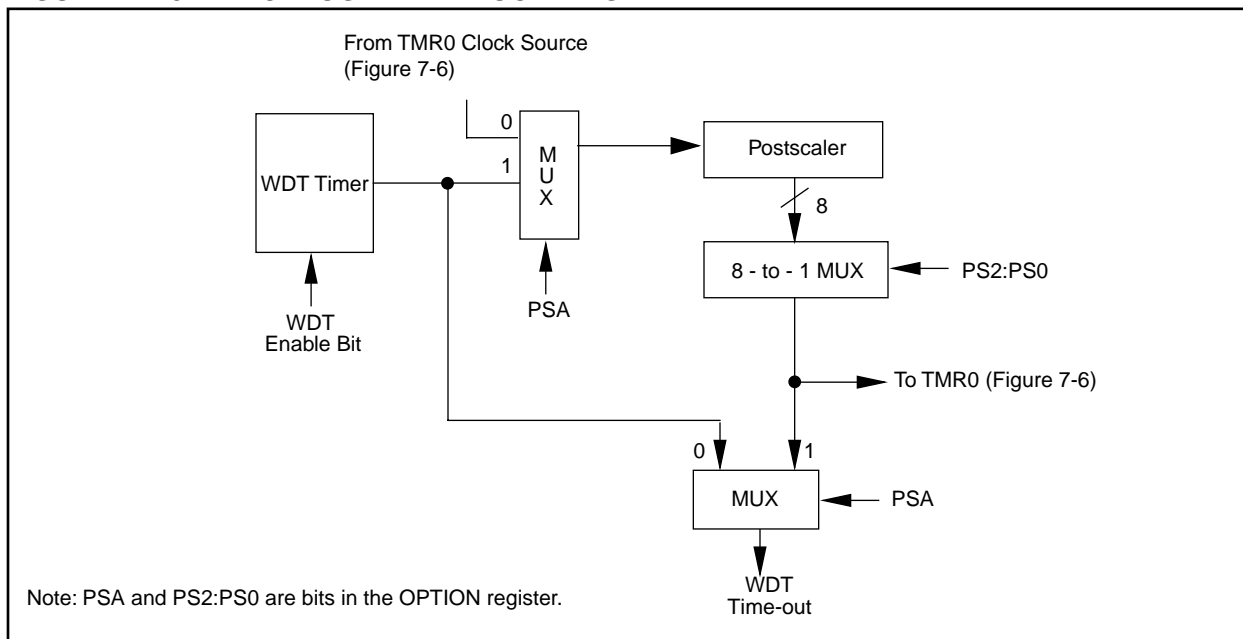 From TMR0 Clock Source
(Figure 7-6)
0
1
M
U
X
WDT Timer
Postscaler
8
8 - to - 1 MUX
PS2:PS0
PSA
WDT
Enable Bit
To TMR0 (Figure 7-6)
0
1
MUX
PSA
WDT
Time-out
Note: PSA and PS2:PS0 are bits in the OPTION register.